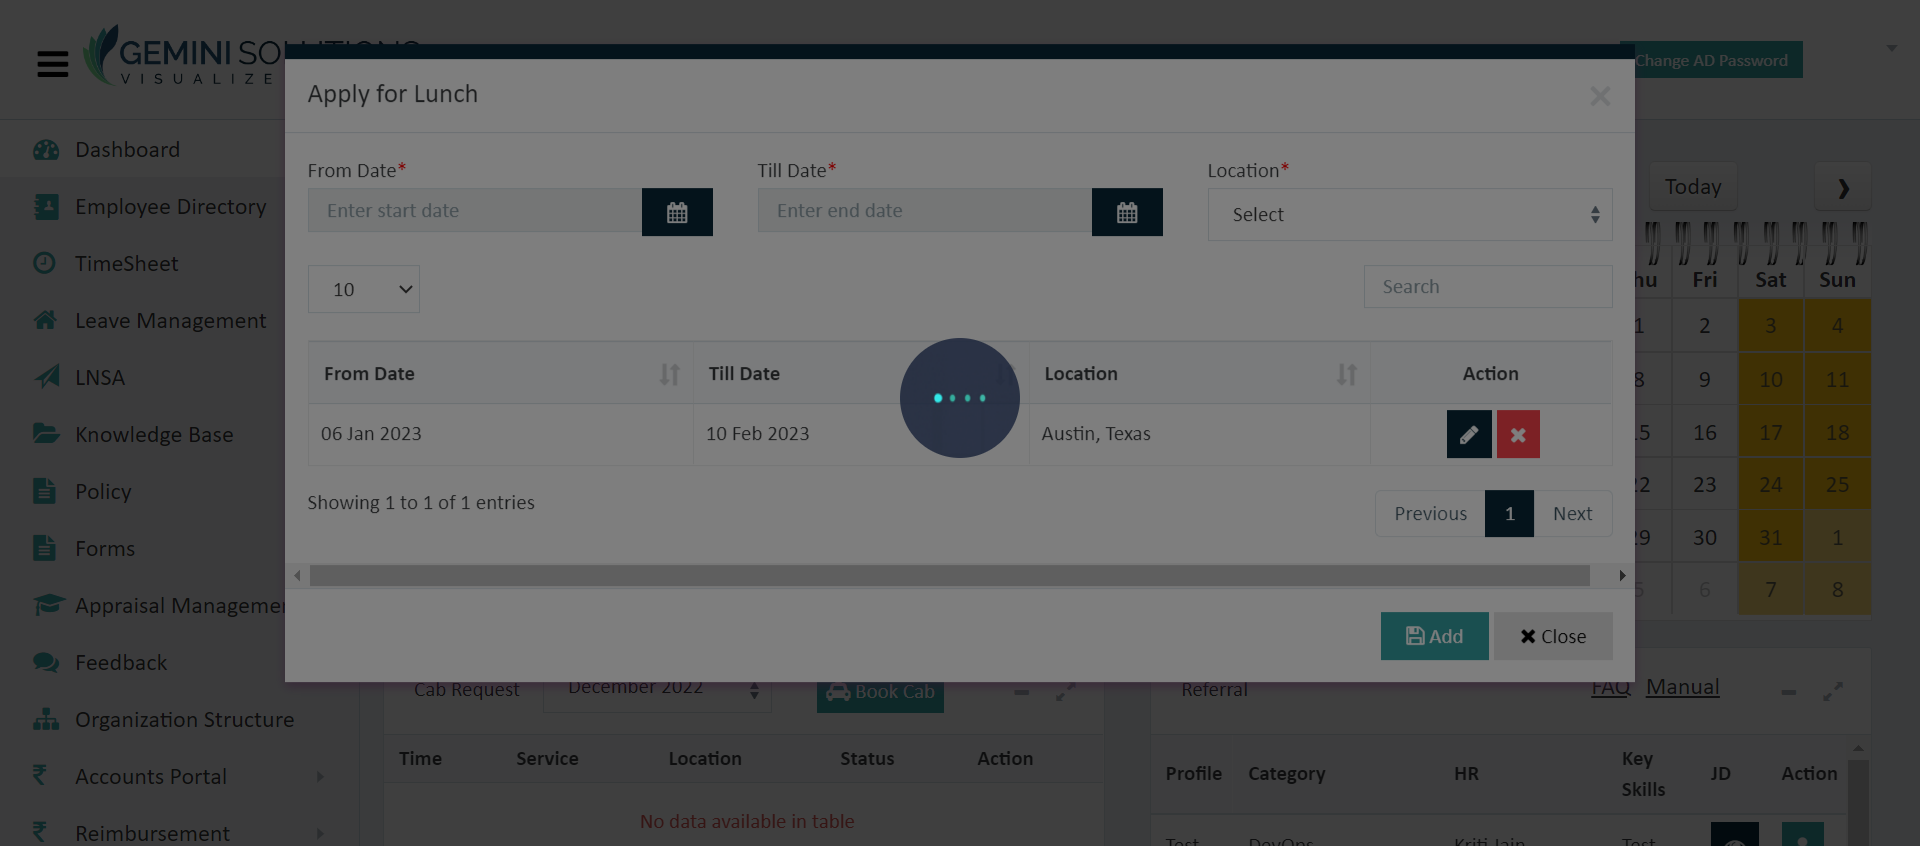 GEMINI SO
VISUALIZE
Change AD Password
Apply for Lunch
Dashboard
Employee Directory
TimeSheet
Leave Management
LNSA
Knowledge Base
Policy
Forms
Appraisal Managemen
Feedback
Organization Structure
Accounts Portal
Reimbursement
From Date*
Till Date*
Location*
Enter start date
Enter end date
Select
10
Search
From Date
Till Date
Location
Action
06 Jan 2023
10 Feb 2023
Austin, Texas
Showing 1 to 1 of 1 entries
Previous
1
Next
Add
Close
Today
hu Fri Sat Sun
1 2 3 4
8 9 10 11
15 16 17 18
22 23 24 25
29 30 31 1
5 6 7 8
Cab Request
December 2022
Book Cab
Time Service Location Status Action
No data available in table
Referral
FAQ Manual
Profile Category HR Key Skills JD Action
Test DevOps Kriti Jain Test